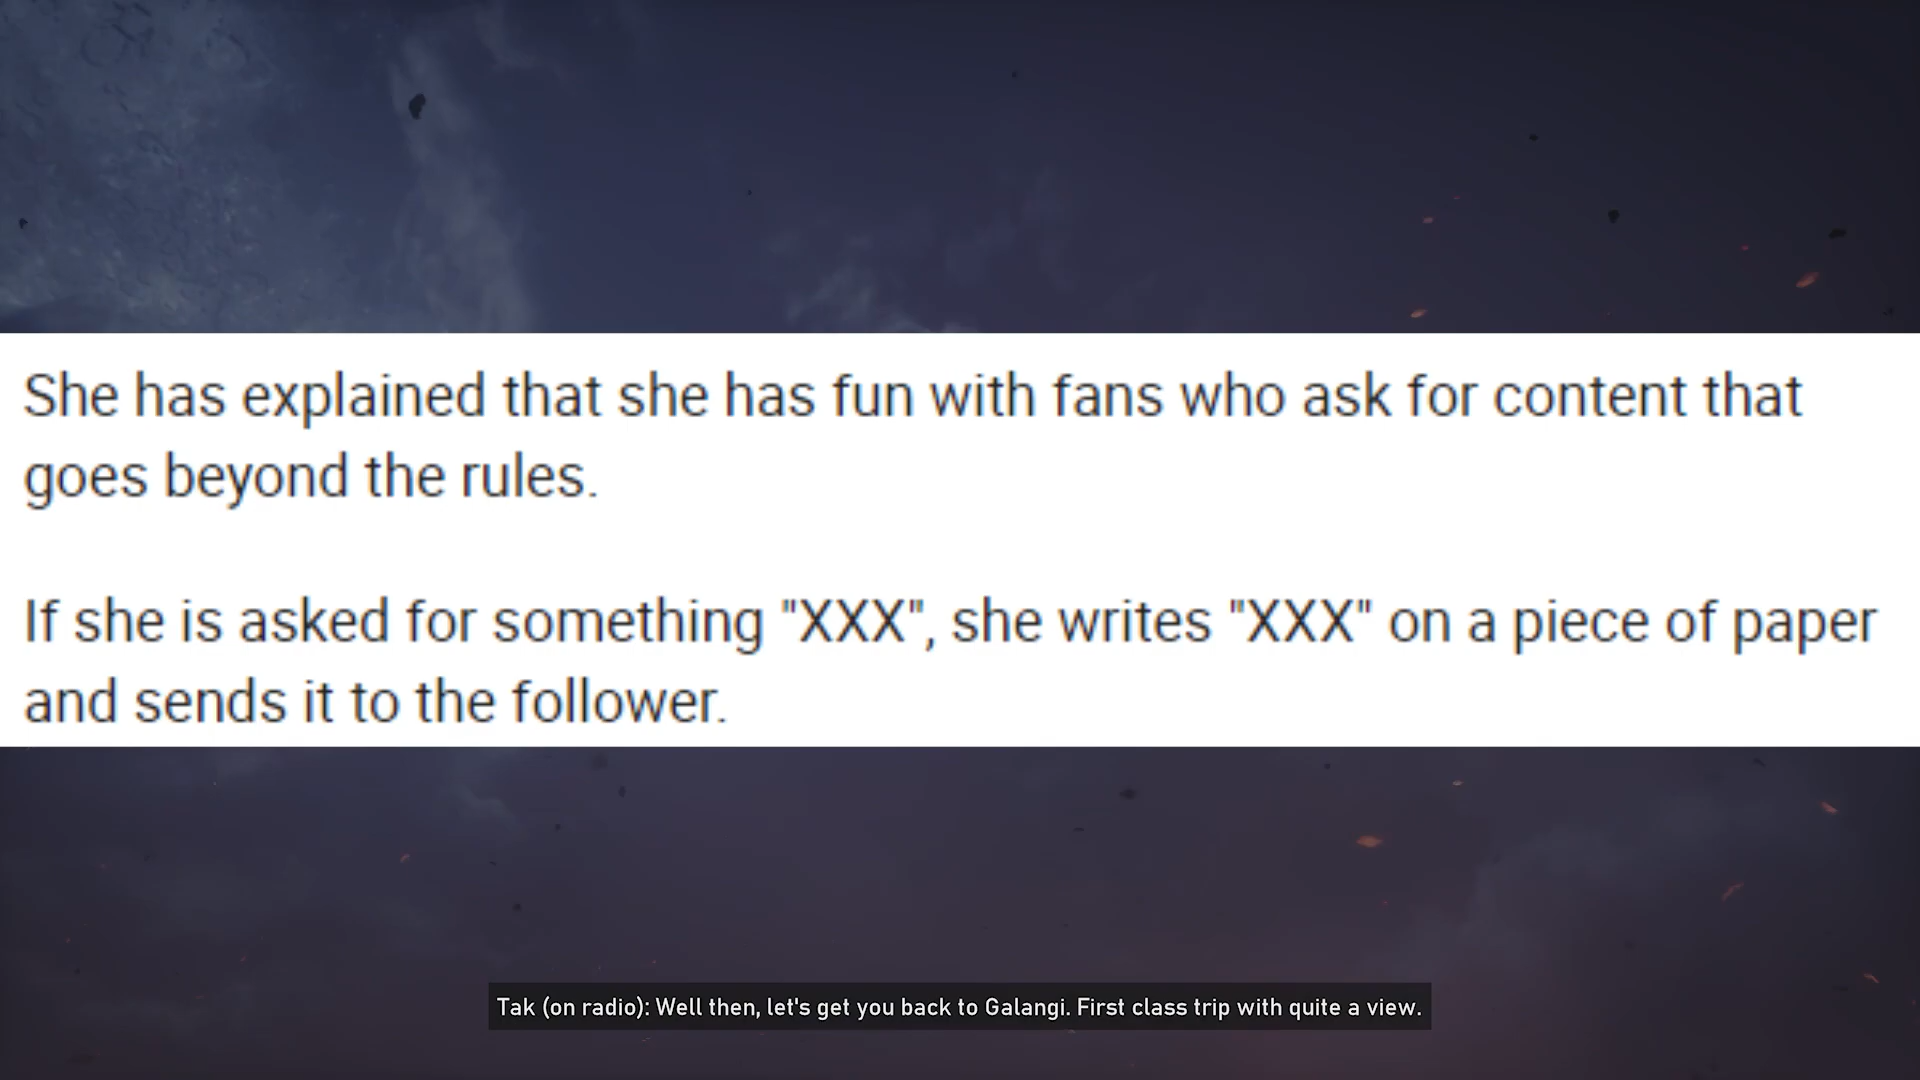 She has explained that she has fun with fans who ask for content that
goes beyond the rules.
If she is asked for something "XXX", she writes "XXX" on a piece of paper
and sends it to the follower.
Tak (on radio): Well then, let's get you back to Galangi. First class trip with quite a view.